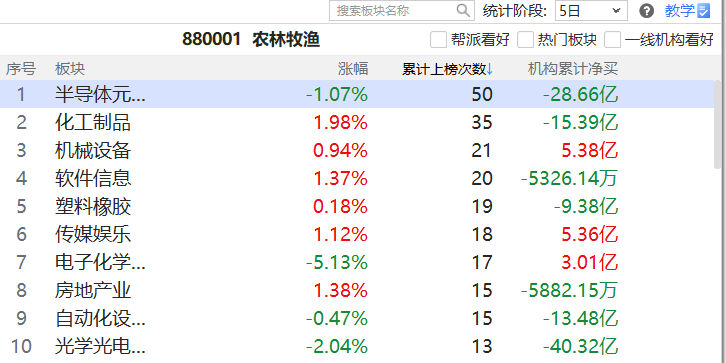 搜索板块名称 统计阶段: 5日 ? 教学
880001 农林牧渔 帮派看好 热门板块 一线机构看好
序号 板块 涨幅 累计上榜次数↓ 机构累计净买
1 半导体元... -1.07% 50 -28.66亿
2 化工制品 1.98% 35 -15.39亿
3 机械设备 0.94% 21 5.38亿
4 软件信息 1.37% 20 -5326.14万
5 塑料橡胶 0.18% 19 -9.38亿
6 传媒娱乐 1.12% 18 5.36亿
7 电子化学... -5.13% 17 3.01亿
8 房地产业 1.38% 15 -5882.15万
9 自动化设... -0.47% 15 -13.48亿
10 光学光电... -2.04% 13 -40.32亿